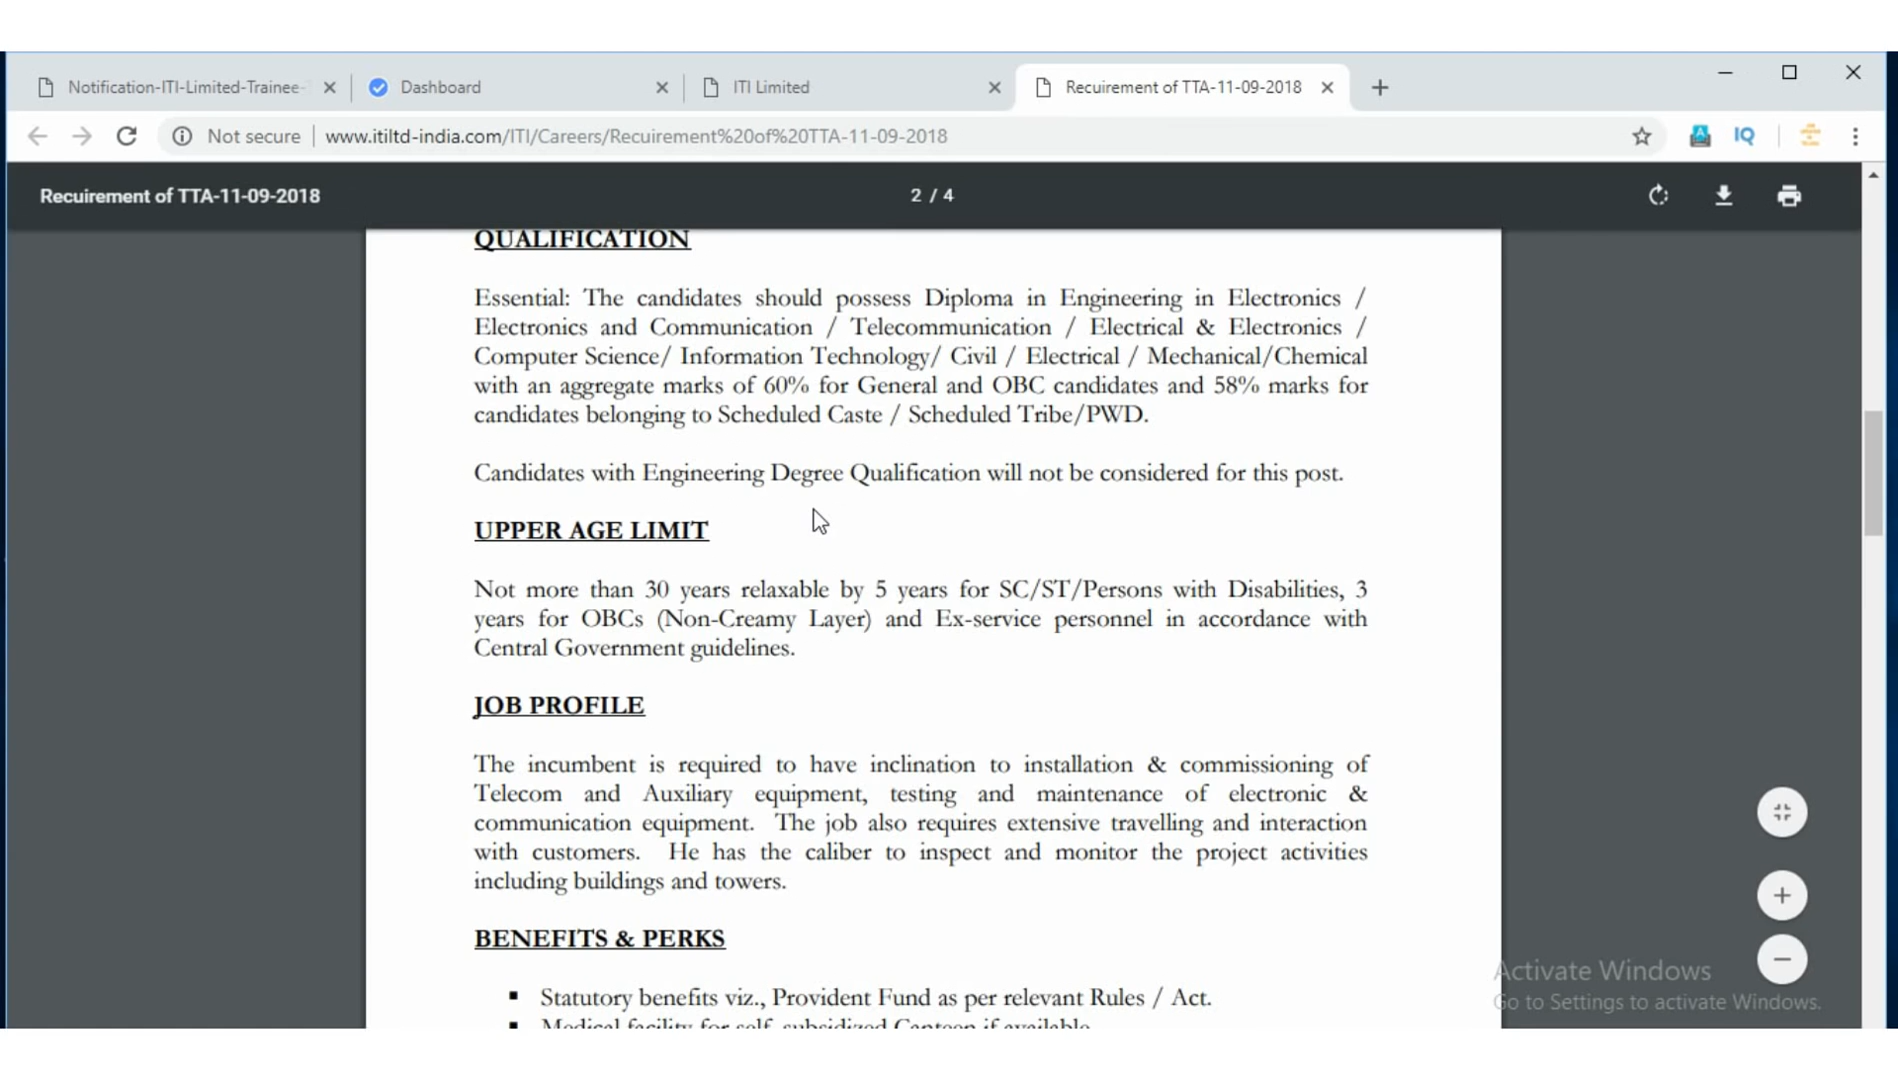 Notification-ITI-Limited-Trainee-
Dashboard
ITI Limited
Recuirement of TTA-11-09-2018
Not secure
www.itiltd-india.com/ITI/Careers/Recuirement%20of%20TTA-11-09-2018
IQ
Recuirement of TTA-11-09-2018
2 / 4
QUALIFICATION
Essential: The candidates should possess Diploma in Engineering in Electronics /
Electronics and Communication / Telecommunication / Electrical & Electronics /
Computer Science/ Information Technology/ Civil / Electrical / Mechanical/Chemical
with an aggregate marks of 60% for General and OBC candidates and 58% marks for
candidates belonging to Scheduled Caste / Scheduled Tribe/PWD.
Candidates with Engineering Degree Qualification will not be considered for this post.
UPPER AGE LIMIT
Not more than 30 years relaxable by 5 years for SC/ST/Persons with Disabilities, 3
years for OBCs (Non-Creamy Layer) and Ex-service personnel in accordance with
Central Government guidelines.
JOB PROFILE
The incumbent is required to have inclination to installation & commissioning of
Telecom and Auxiliary equipment, testing and maintenance of electronic &
communication equipment. The job also requires extensive travelling and interaction
with customers. He has the caliber to inspect and monitor the project activities
including buildings and towers.
BENEFITS & PERKS
▪ Statutory benefits viz., Provident Fund as per relevant Rules / Act.
▪ Medical facility for self, subsidized Canteen if available
Activate Windows
Go to Settings to activate Windows.